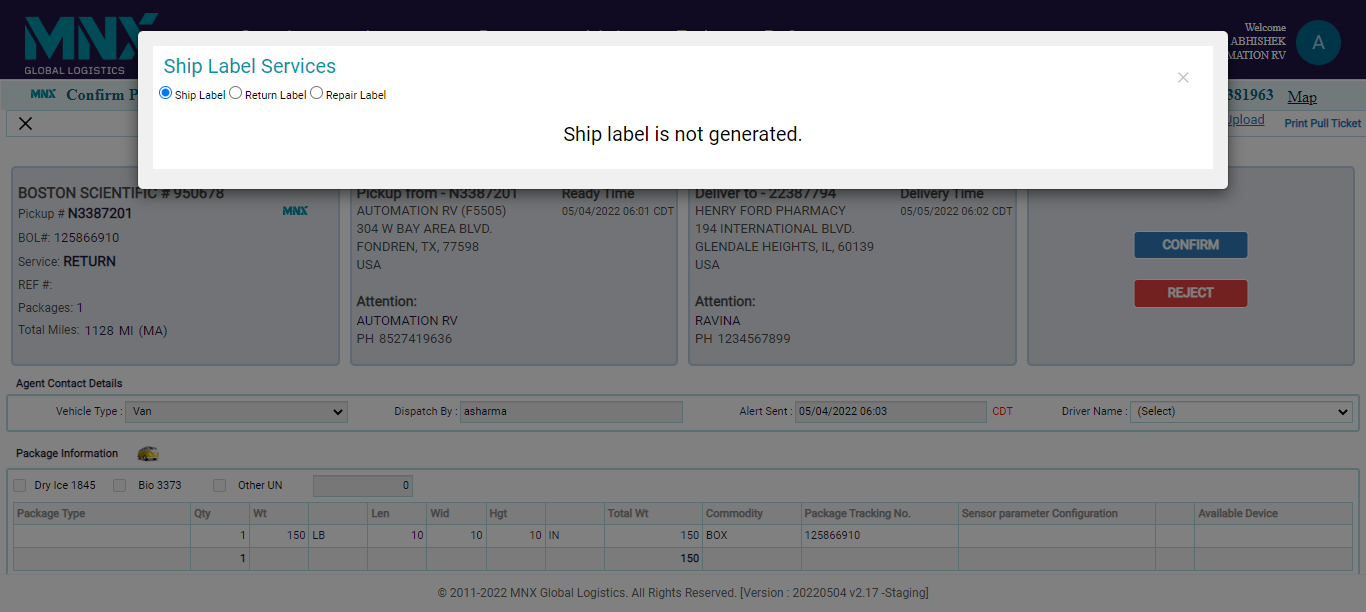 MNX
GLOBAL LOGISTICS
Welcome
ABHISHEK
MATION RV
A
Ship Label Services
×
Ship Label Return Label Repair Label
Ship label is not generated.
MNX Confirm P
381963 Map
Upload Print Pull Ticket
BOSTON SCIENTIFIC # 950678
Pickup # N3387201 MNX
BOL#: 125866910
Service: RETURN
REF #:
Packages: 1
Total Miles: 1128 MI (MA)
Pickup from - N3387201 Ready Time
AUTOMATION RV (F5505) 05/04/2022 06:01 CDT
304 W BAY AREA BLVD.
FONDREN, TX, 77598
USA
Attention:
AUTOMATION RV
PH 8527419636
Deliver to - 22387794 Delivery Time
HENRY FORD PHARMACY 05/05/2022 06:02 CDT
194 INTERNATIONAL BLVD.
GLENDALE HEIGHTS, IL, 60139
USA
Attention:
RAVINA
PH 1234567899
CONFIRM
REJECT
Agent Contact Details
Vehicle Type : Van Dispatch By : asharma Alert Sent : 05/04/2022 06:03 CDT Driver Name : (Select)
Package Information
Dry Ice 1845 Bio 3373 Other UN 0
Package Type Qty Wt Len Wid Hgt Total Wt Commodity Package Tracking No. Sensor parameter Configuration Available Device
1 150 LB 10 10 10 IN 150 BOX 125866910
1 150
© 2011-2022 MNX Global Logistics. All Rights Reserved. [Version : 20220504 v2.17 -Staging]